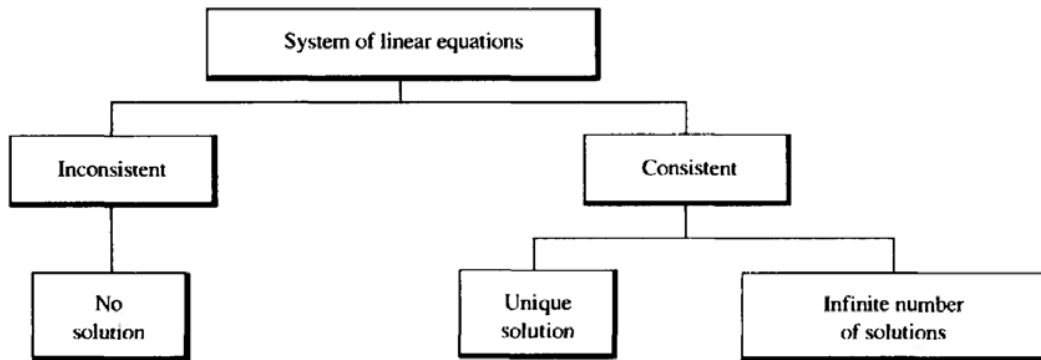 System of linear equations
Inconsistent
Consistent
No
solution
Unique
solution
Infinite number
of solutions